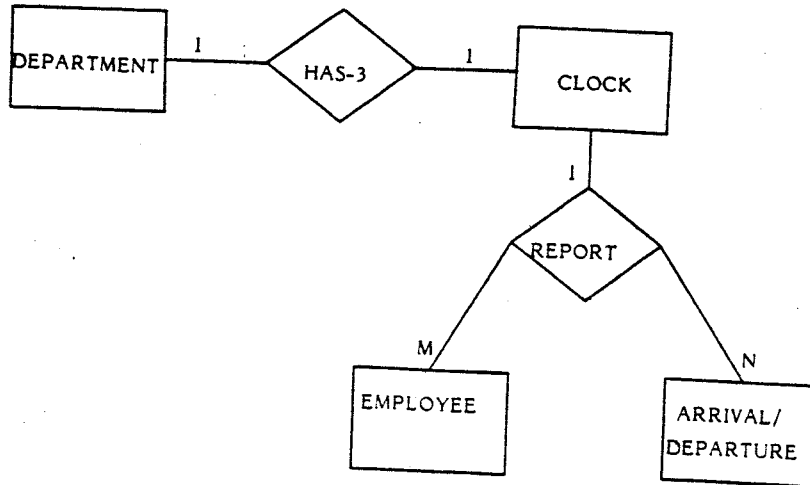 DEPARTMENT
1
HAS-3
1
CLOCK
1
REPORT
M
N
EMPLOYEE
ARRIVAL/
DEPARTURE